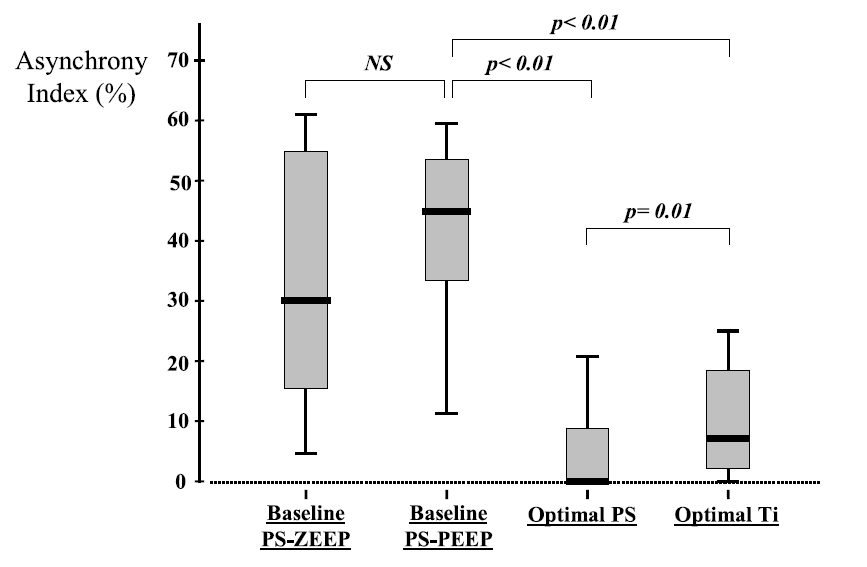 p< 0.01
Asynchrony
Index (%)
70
NS
p< 0.01
60
50
40
p= 0.01
30
20
10
0
Baseline
PS-ZEEP
Baseline
PS-PEEP
Optimal PS
Optimal Ti